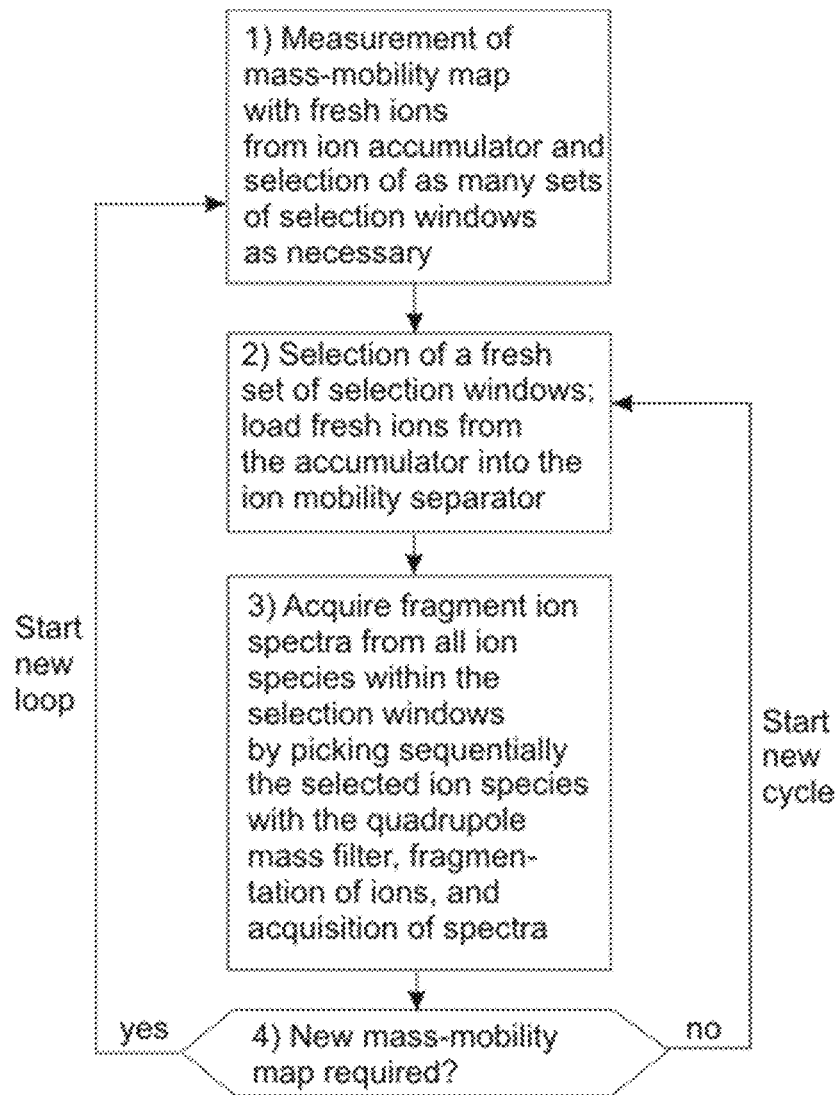 1) Measurement of
mass-mobility map
with fresh ions
from ion accumulator and
selection of as many sets
of selection windows
as necessary
2) Selection of a fresh
set of selection windows;
load fresh ions from
the accumulator into the
ion mobility separator
3) Acquire fragment ion
spectra from all ion
species within the
selection windows
by picking sequentially
the selected ion species
with the quadrupole
mass filter, fragmen-
tation of ions, and
acquisition of spectra
Start
new
loop
Start
new
cycle
yes
4) New mass-mobility
map required?
no